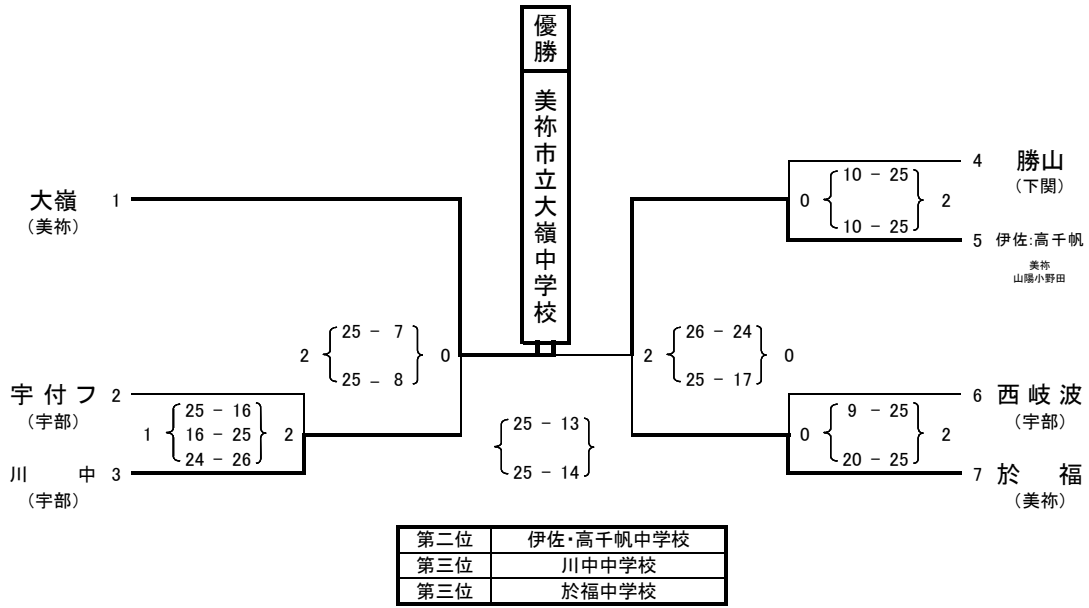 優勝
美祢市立大嶺中学校
大嶺 1
(美祢)
宇付フ 2
(宇部)
川中 3
(宇部)
1
25 - 16
16 - 25
24 - 26
2
2
25 - 7
25 - 8
0
25 - 13
25 - 14
2
26 - 24
25 - 17
0
0
10 - 25
10 - 25
2
4 勝山
(下関)
5 伊佐:高千帆
美祢
山陽小野田
0
9 - 25
20 - 25
2
6 西岐波
(宇部)
7 於福
(美祢)
第二位 伊佐・高千帆中学校
第三位 川中中学校
第三位 於福中学校